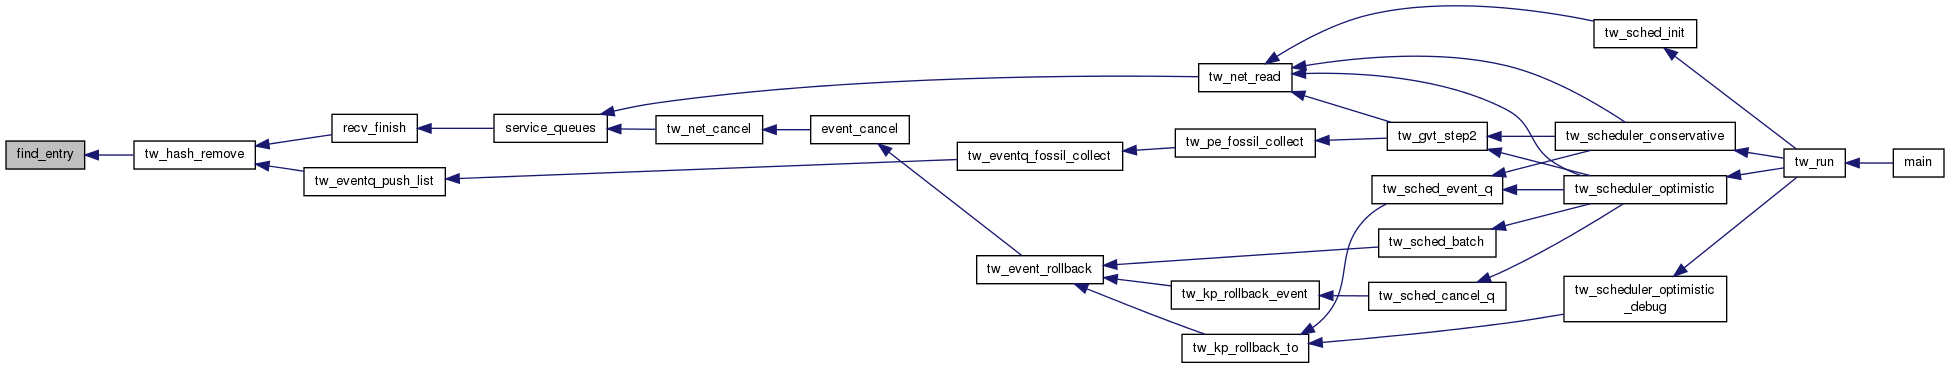 find_entry
tw_hash_remove
recv_finish
tw_eventq_push_list
service_queues
tw_net_cancel
event_cancel
tw_eventq_fossil_collect
tw_event_rollback
tw_net_read
tw_pe_fossil_collect
tw_kp_rollback_event
tw_kp_rollback_to
tw_gvt_step2
tw_sched_event_q
tw_sched_batch
tw_sched_cancel_q
tw_sched_init
tw_scheduler_conservative
tw_scheduler_optimistic
tw_scheduler_optimistic
_debug
tw_run
main